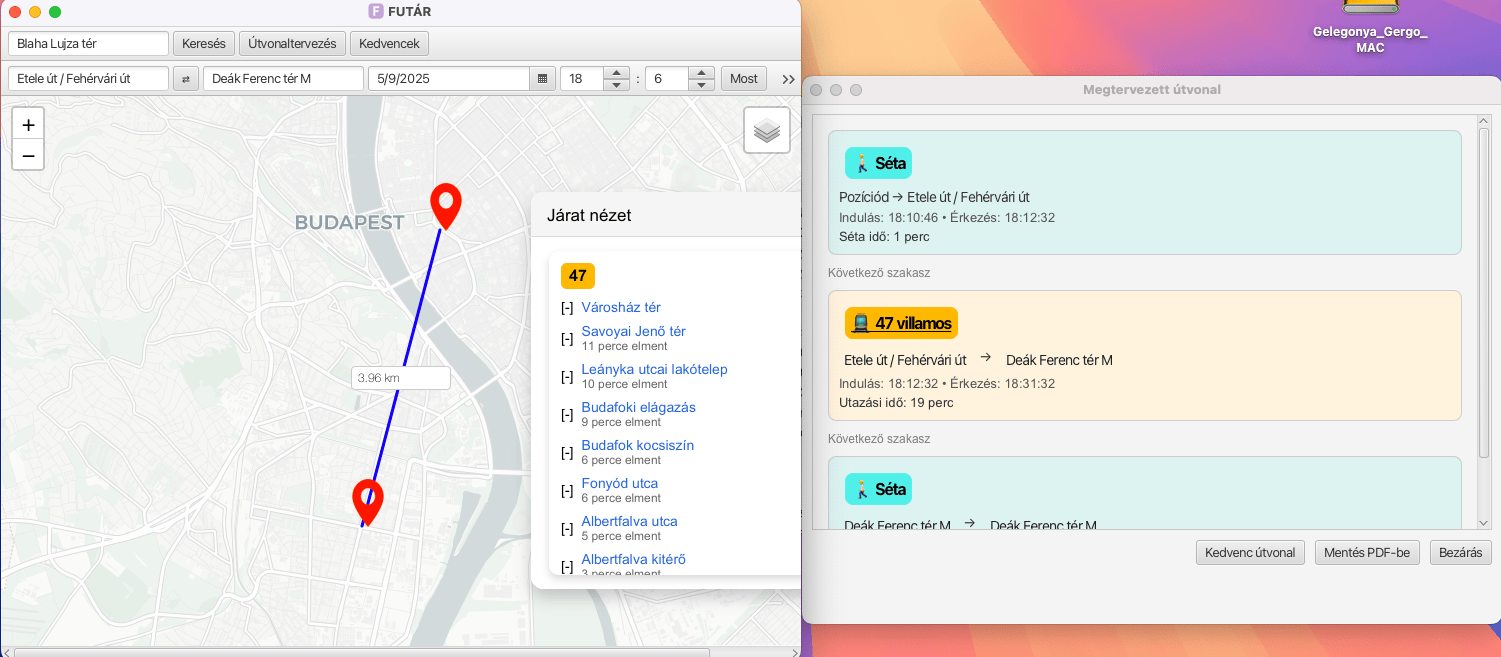 FUTÁR
Blaha Lujza tér
Keresés
Útvonaltervezés
Kedvencek
Etele út / Fehérvári út
⇄
Deák Ferenc tér M
5/9/2025
18
:
6
Most
>>
+
−
BUDAPEST
3.96 km
Járat nézet
47
[-] Városház tér
[-] Savoyai Jenő tér
11 perce elment
[-] Leányka utcai lakótelep
10 perce elment
[-] Budafoki elágazás
9 perce elment
[-] Budafok kocsiszín
6 perce elment
[-] Fonyód utca
6 perce elment
[-] Albertfalva utca
5 perce elment
[-] Albertfalva kitérő
3 perce elment
Gelegonya_Gergo_
MAC
Megtervezett útvonal
Séta
Pozíciód → Etele út / Fehérvári út
Indulás: 18:10:46 • Érkezés: 18:12:32
Séta idő: 1 perc
Következő szakasz
47 villamos
Etele út / Fehérvári út → Deák Ferenc tér M
Indulás: 18:12:32 • Érkezés: 18:31:32
Utazási idő: 19 perc
Következő szakasz
Séta
Deák Ferenc tér M → Deák Ferenc tér M
Kedvenc útvonal
Mentés PDF-be
Bezárás